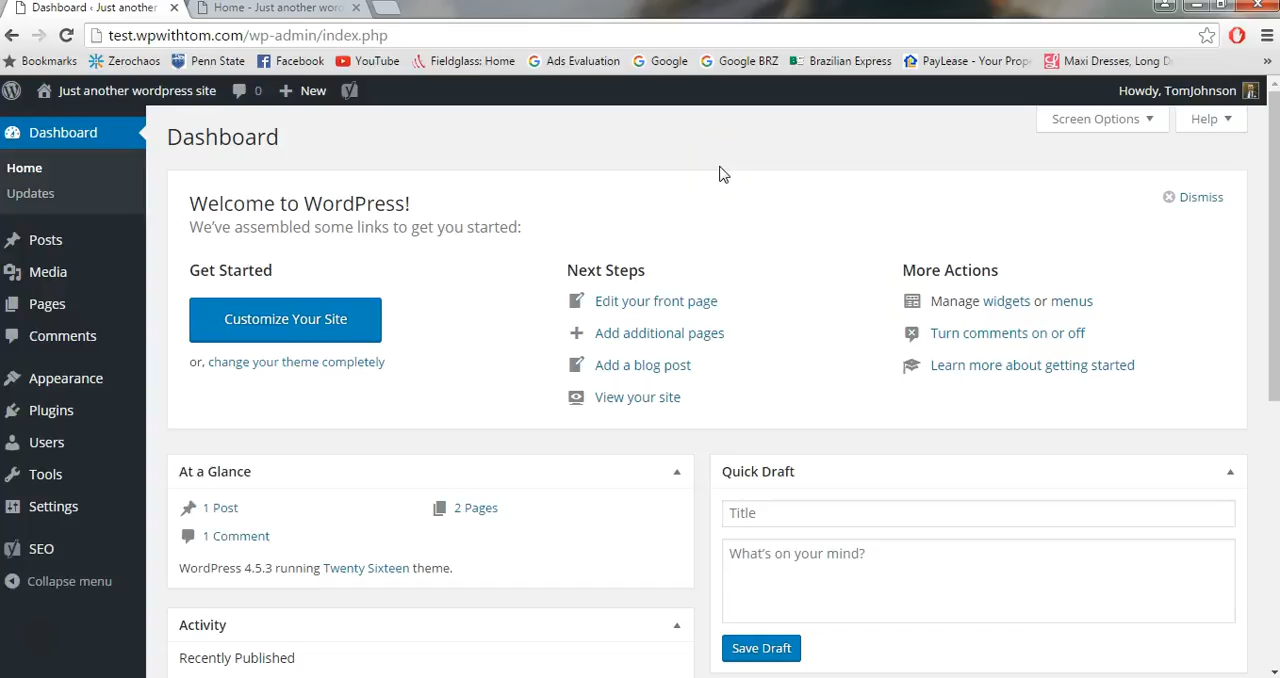 Dashboard ‹ Just another
Home - Just another wor
test.wpwithtom.com/wp-admin/index.php
Bookmarks Zerochaos Penn State Facebook YouTube Fieldglass: Home Ads Evaluation Google Google BRZ Brazilian Express PayLease - Your Prop Maxi Dresses, Long D »
Just another wordpress site 0 New Howdy, TomJohnson
Screen Options Help
Dashboard
Home
Updates
Posts
Media
Pages
Comments
Appearance
Plugins
Users
Tools
Settings
SEO
Collapse menu
Dashboard
Welcome to WordPress!
Dismiss
We've assembled some links to get you started:
Get Started
Customize Your Site
or, change your theme completely
Next Steps
Edit your front page
Add additional pages
Add a blog post
View your site
More Actions
Manage widgets or menus
Turn comments on or off
Learn more about getting started
At a Glance
1 Post 2 Pages
1 Comment
WordPress 4.5.3 running Twenty Sixteen theme.
Activity
Recently Published
Quick Draft
Title
What's on your mind?
Save Draft